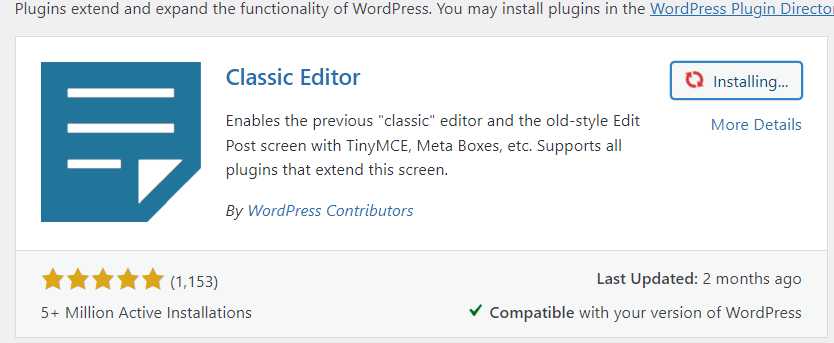 Plugins extend and expand the functionality of WordPress. You may install plugins in the WordPress Plugin Directo
Classic Editor
Installing...
Enables the previous "classic" editor and the old-style Edit
Post screen with TinyMCE, Meta Boxes, etc. Supports all
plugins that extend this screen.
More Details
By WordPress Contributors
(1,153)
Last Updated: 2 months ago
5+ Million Active Installations
Compatible with your version of WordPress